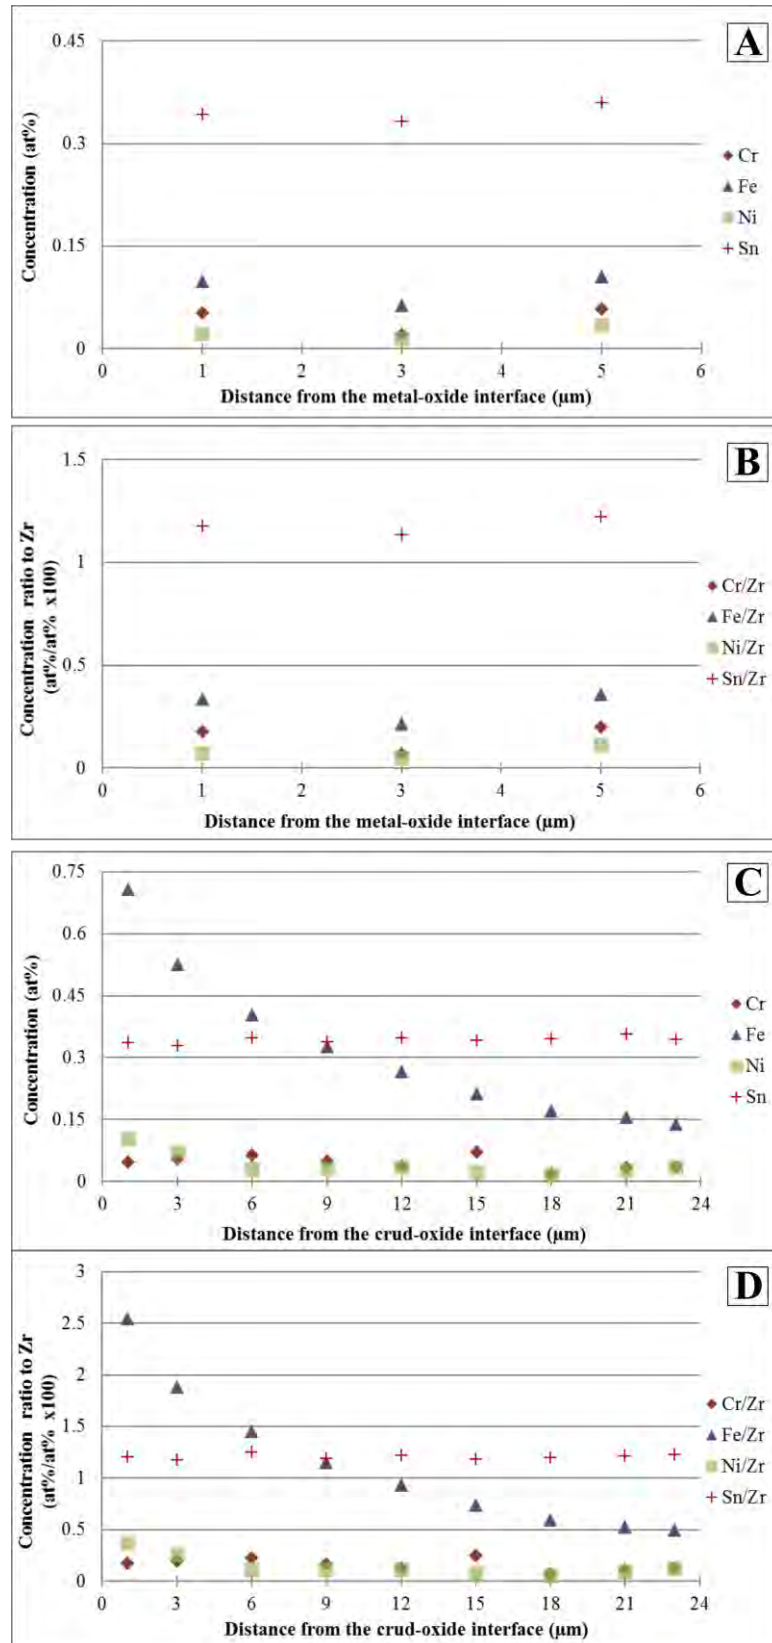 A
0.45
0.3
0.15
0
Concentration (at%)
Cr
Fe
Ni
Sn
0 1 2 3 4 5 6
Distance from the metal-oxide interface (µm)
B
1.5
1
0.5
0
Concentration ratio to Zr
(at%/at% x100)
Cr/Zr
Fe/Zr
Ni/Zr
Sn/Zr
0 1 2 3 4 5 6
Distance from the metal-oxide interface (µm)
C
0.75
0.6
0.45
0.3
0.15
0
Concentration (at%)
Cr
Fe
Ni
Sn
0 3 6 9 12 15 18 21 24
Distance from the crud-oxide interface (µm)
D
3
2.5
2
1.5
1
0.5
0
Concentration ratio to Zr
(at%/at% x100)
Cr/Zr
Fe/Zr
Ni/Zr
Sn/Zr
0 3 6 9 12 15 18 21 24
Distance from the crud-oxide interface (µm)